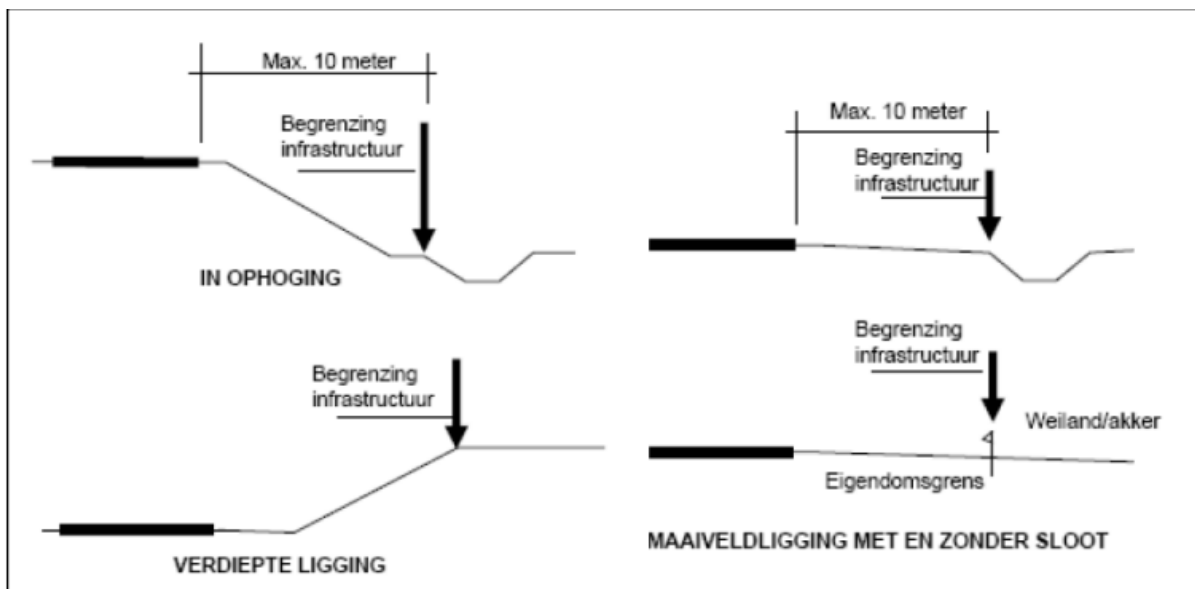 Max. 10 meter
Begrenzing
infrastructuur
IN OPHOGING
Max. 10 meter
Begrenzing
infrastructuur
Begrenzing
infrastructuur
VERDIEPTE LIGGING
Begrenzing
infrastructuur
Weiland/akker
Eigendomsgrens
MAAIVELDLIGGING MET EN ZONDER SLOOT